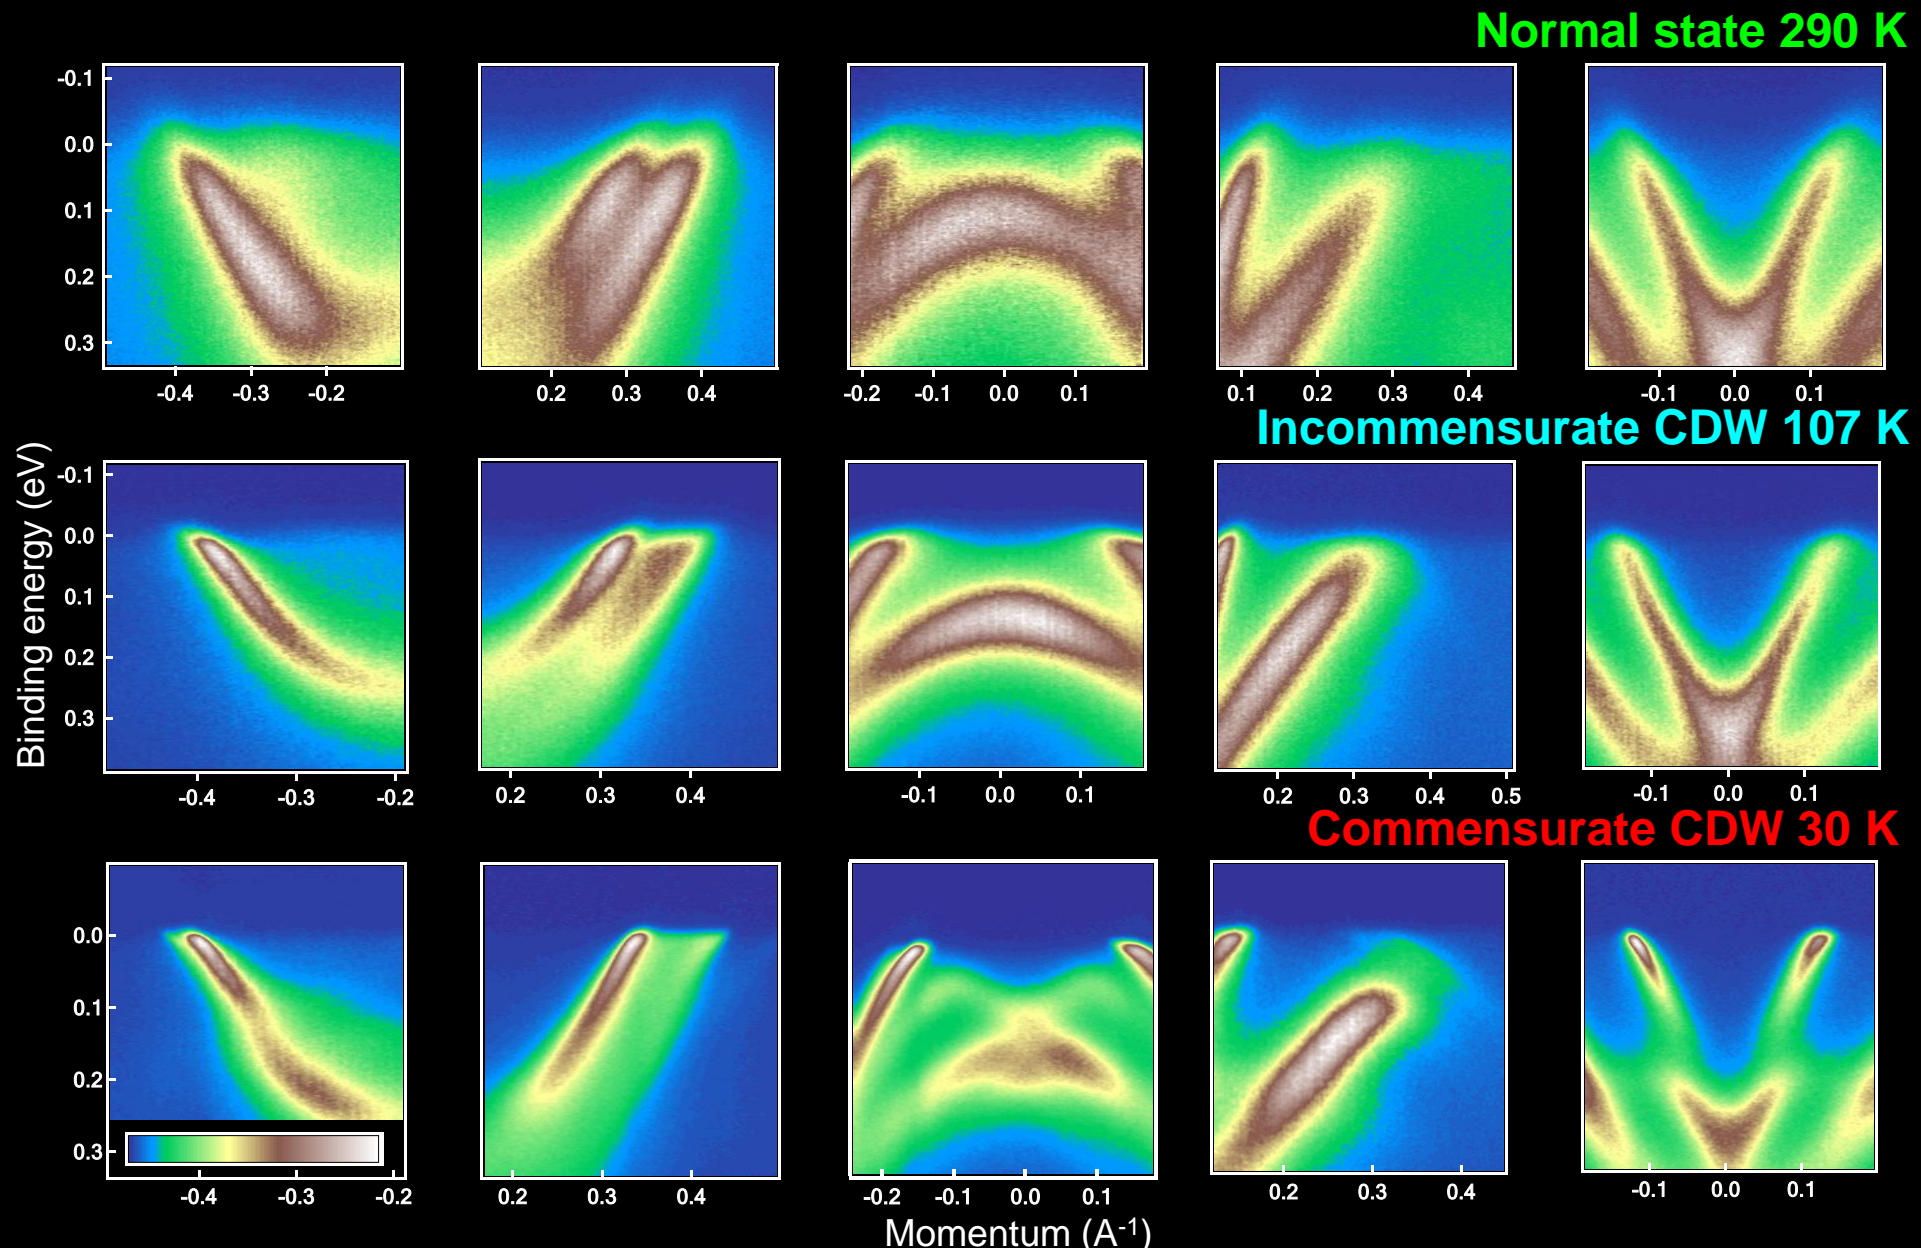 Normal state 290 K
-0.1
0.0
0.1
0.2
0.3
-0.4 -0.3 -0.2
0.2 0.3 0.4
-0.2 -0.1 0.0 0.1
0.1 0.2 0.3 0.4
-0.1 0.0 0.1
Incommensurate CDW 107 K
Binding energy (eV)
-0.1
0.0
0.1
0.2
0.3
-0.4 -0.3 -0.2
0.2 0.3 0.4
-0.1 0.0 0.1
0.2 0.3 0.4 0.5
-0.1 0.0 0.1
Commensurate CDW 30 K
0.0
0.1
0.2
0.3
-0.4 -0.3 -0.2
0.2 0.3 0.4
-0.2 -0.1 0.0 0.1
0.2 0.3 0.4
-0.1 0.0 0.1
Momentum (A⁻¹)